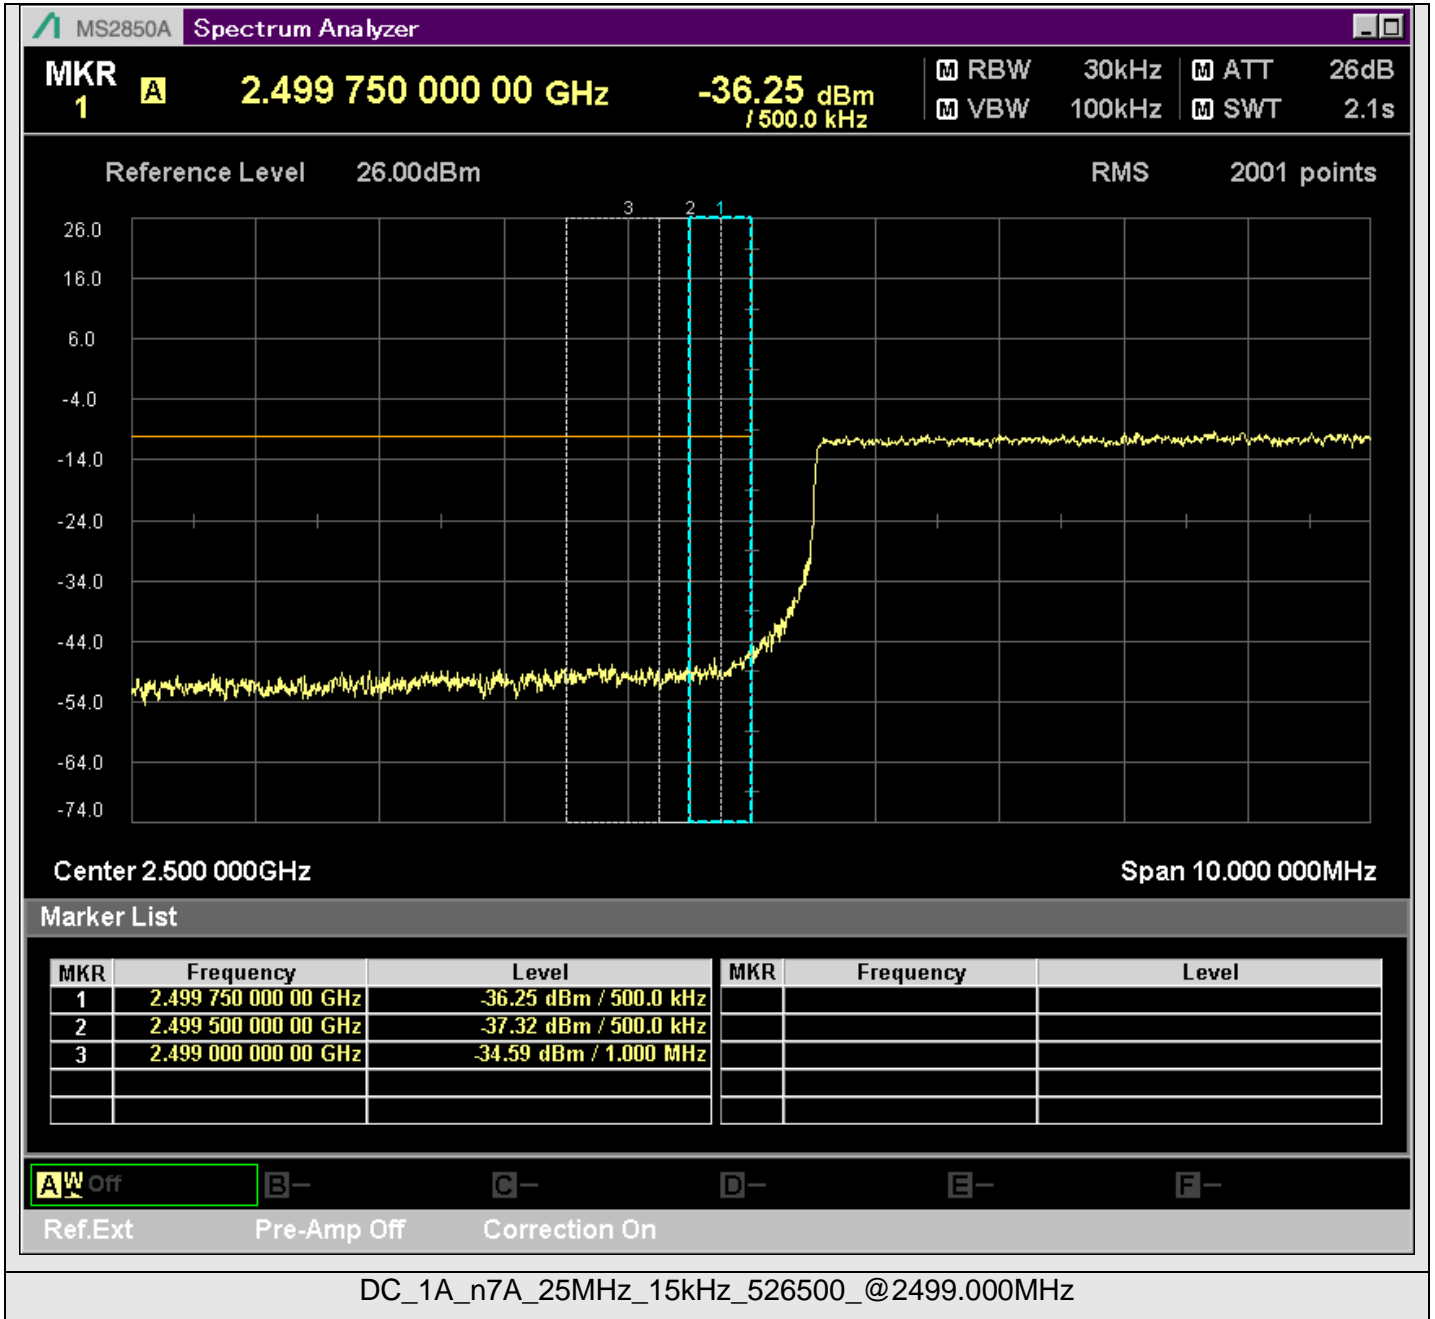 MS2850A Spectrum Analyzer
MKR 1 A 2.499 750 000 00 GHz -36.25 dBm / 500.0 kHz
M RBW 30kHz M ATT 26dB
M VBW 100kHz M SWT 2.1s
Reference Level 26.00dBm RMS 2001 points
3 2 1
26.0
16.0
6.0
-4.0
-14.0
-24.0
-34.0
-44.0
-54.0
-64.0
-74.0
Center 2.500 000GHz Span 10.000 000MHz
Marker List
MKR Frequency Level MKR Frequency Level
1 2.499 750 000 00 GHz -36.25 dBm / 500.0 kHz
2 2.499 500 000 00 GHz -37.32 dBm / 500.0 kHz
3 2.499 000 000 00 GHz -34.59 dBm / 1.000 MHz
A W Off B – C – D – E – F –
Ref.Ext Pre-Amp Off Correction On
DC_1A_n7A_25MHz_15kHz_526500_@2499.000MHz